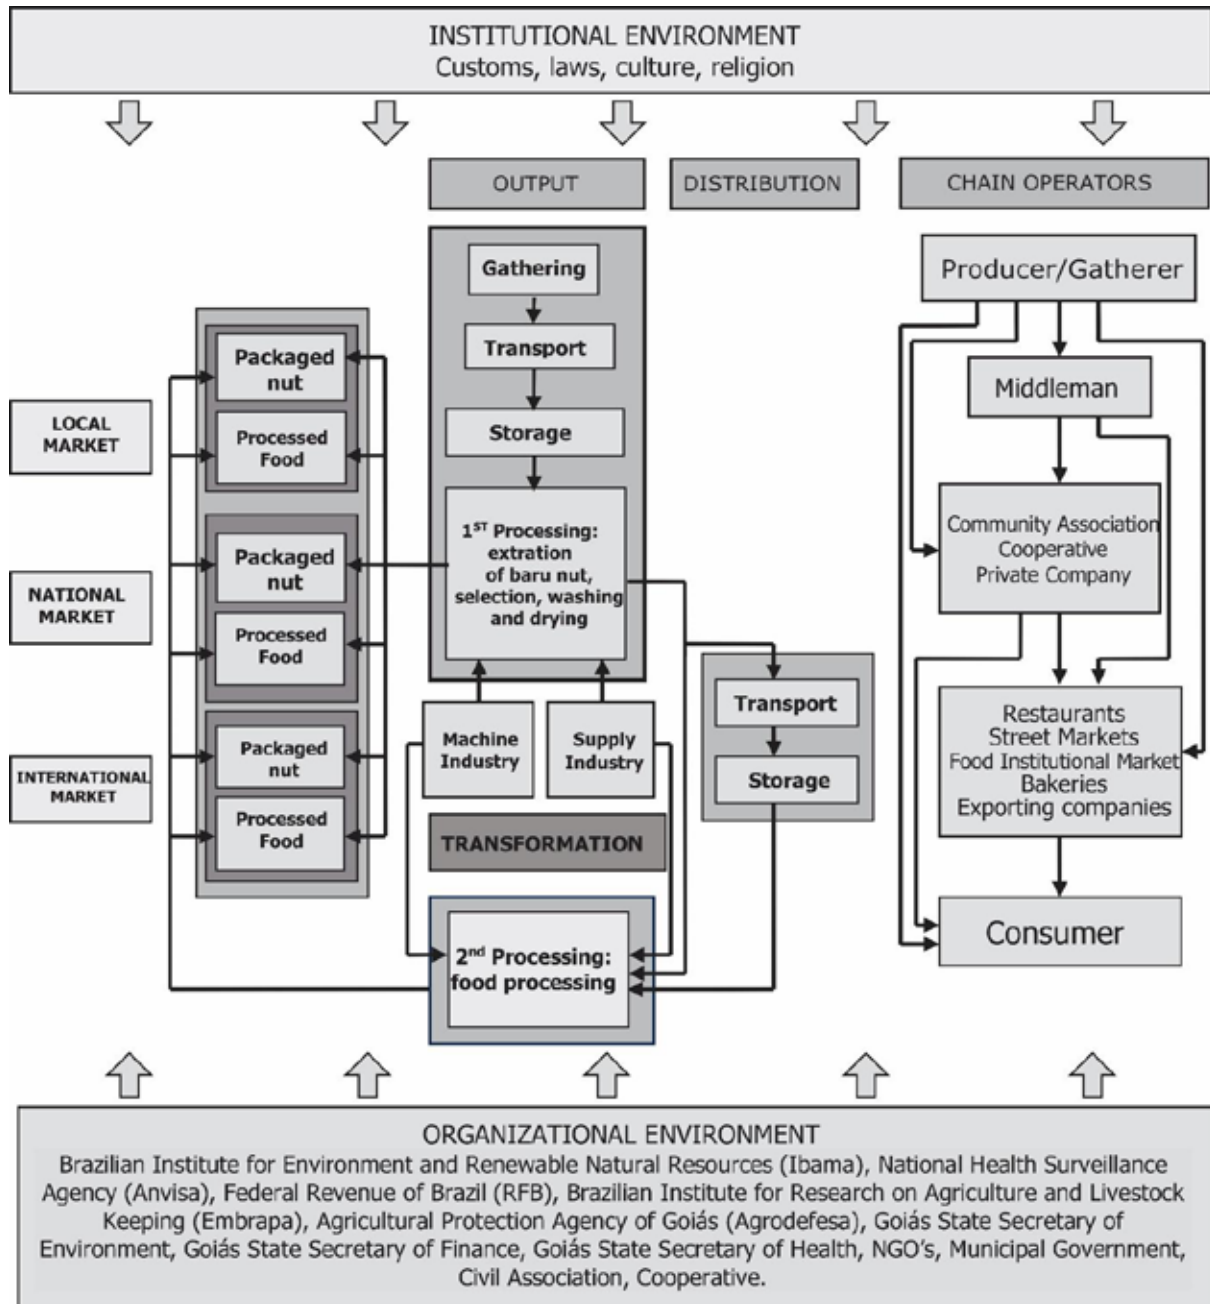 INSTITUTIONAL ENVIRONMENT
Customs, laws, culture, religion
OUTPUT
DISTRIBUTION
CHAIN OPERATORS
Gathering
Transport
Storage
1ST Processing:
extration
of baru nut,
selection, washing
and drying
LOCAL
MARKET
Packaged
nut
Processed
Food
NATIONAL
MARKET
Packaged
nut
Processed
Food
INTERNATIONAL
MARKET
Packaged
nut
Processed
Food
Machine
Industry
Supply
Industry
TRANSFORMATION
2nd Processing:
food processing
Transport
Storage
Producer/Gatherer
Middleman
Community Association
Cooperative
Private Company
Restaurants
Street Markets
Food Institutional Market
Bakeries
Exporting companies
Consumer
ORGANIZATIONAL ENVIRONMENT
Brazilian Institute for Environment and Renewable Natural Resources (Ibama), National Health Surveillance
Agency (Anvisa), Federal Revenue of Brazil (RFB), Brazilian Institute for Research on Agriculture and Livestock
Keeping (Embrapa), Agricultural Protection Agency of Goiás (Agrodefesa), Goiás State Secretary of
Environment, Goiás State Secretary of Finance, Goiás State Secretary of Health, NGO's, Municipal Government,
Civil Association, Cooperative.